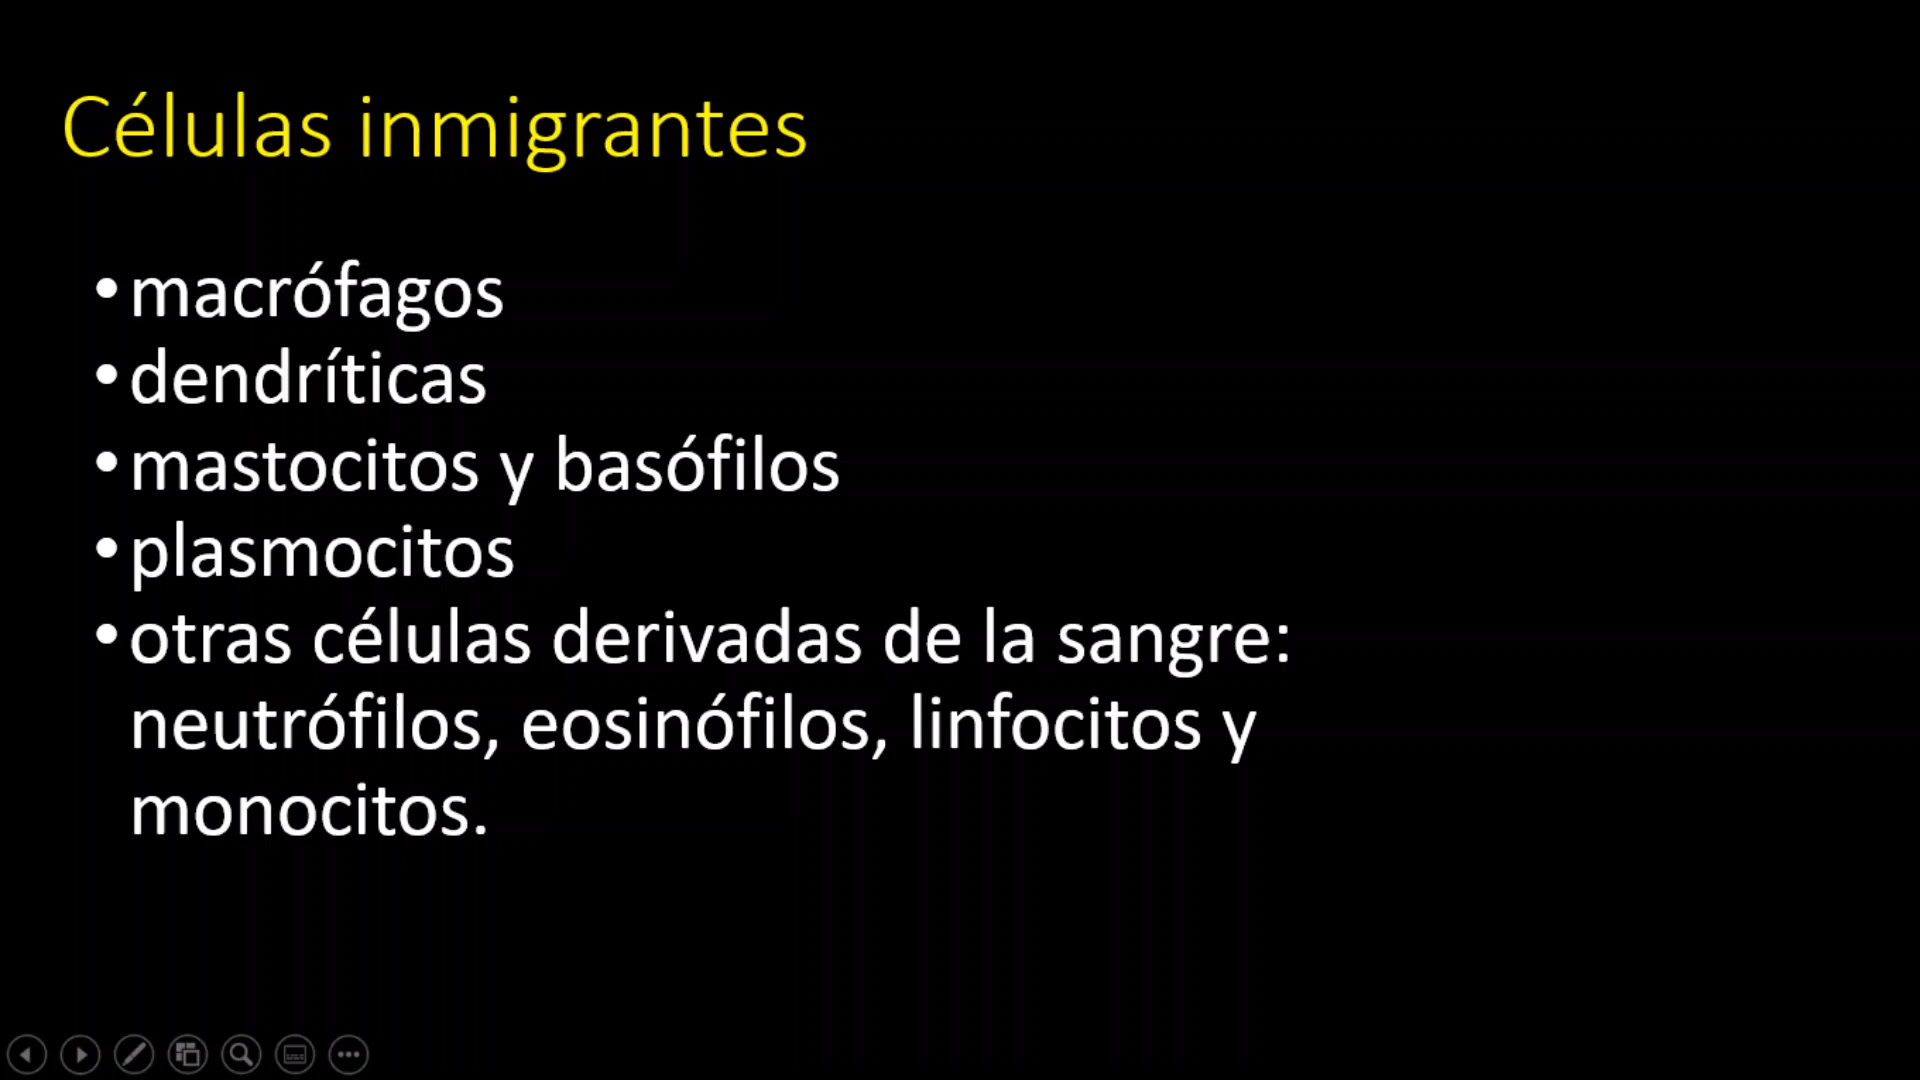 Células inmigrantes
•macrófagos
•dendríticas
•mastocitos y basófilos
•plasmocitos
•otras células derivadas de la sangre:
neutrófilos, eosinófilos, linfocitos y
monocitos.